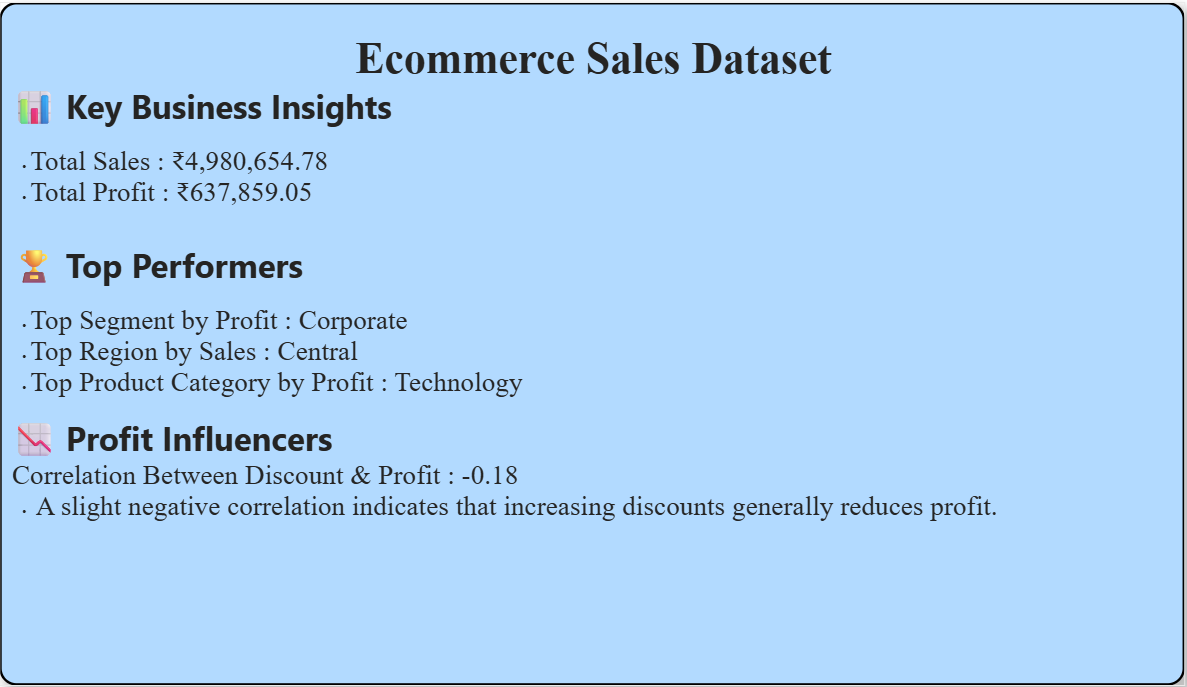 Ecommerce Sales Dataset
📊 Key Business Insights
· Total Sales : ₹4,980,654.78
· Total Profit : ₹637,859.05
🏆 Top Performers
· Top Segment by Profit : Corporate
· Top Region by Sales : Central
· Top Product Category by Profit : Technology
📉 Profit Influencers
Correlation Between Discount & Profit : -0.18
· A slight negative correlation indicates that increasing discounts generally reduces profit.